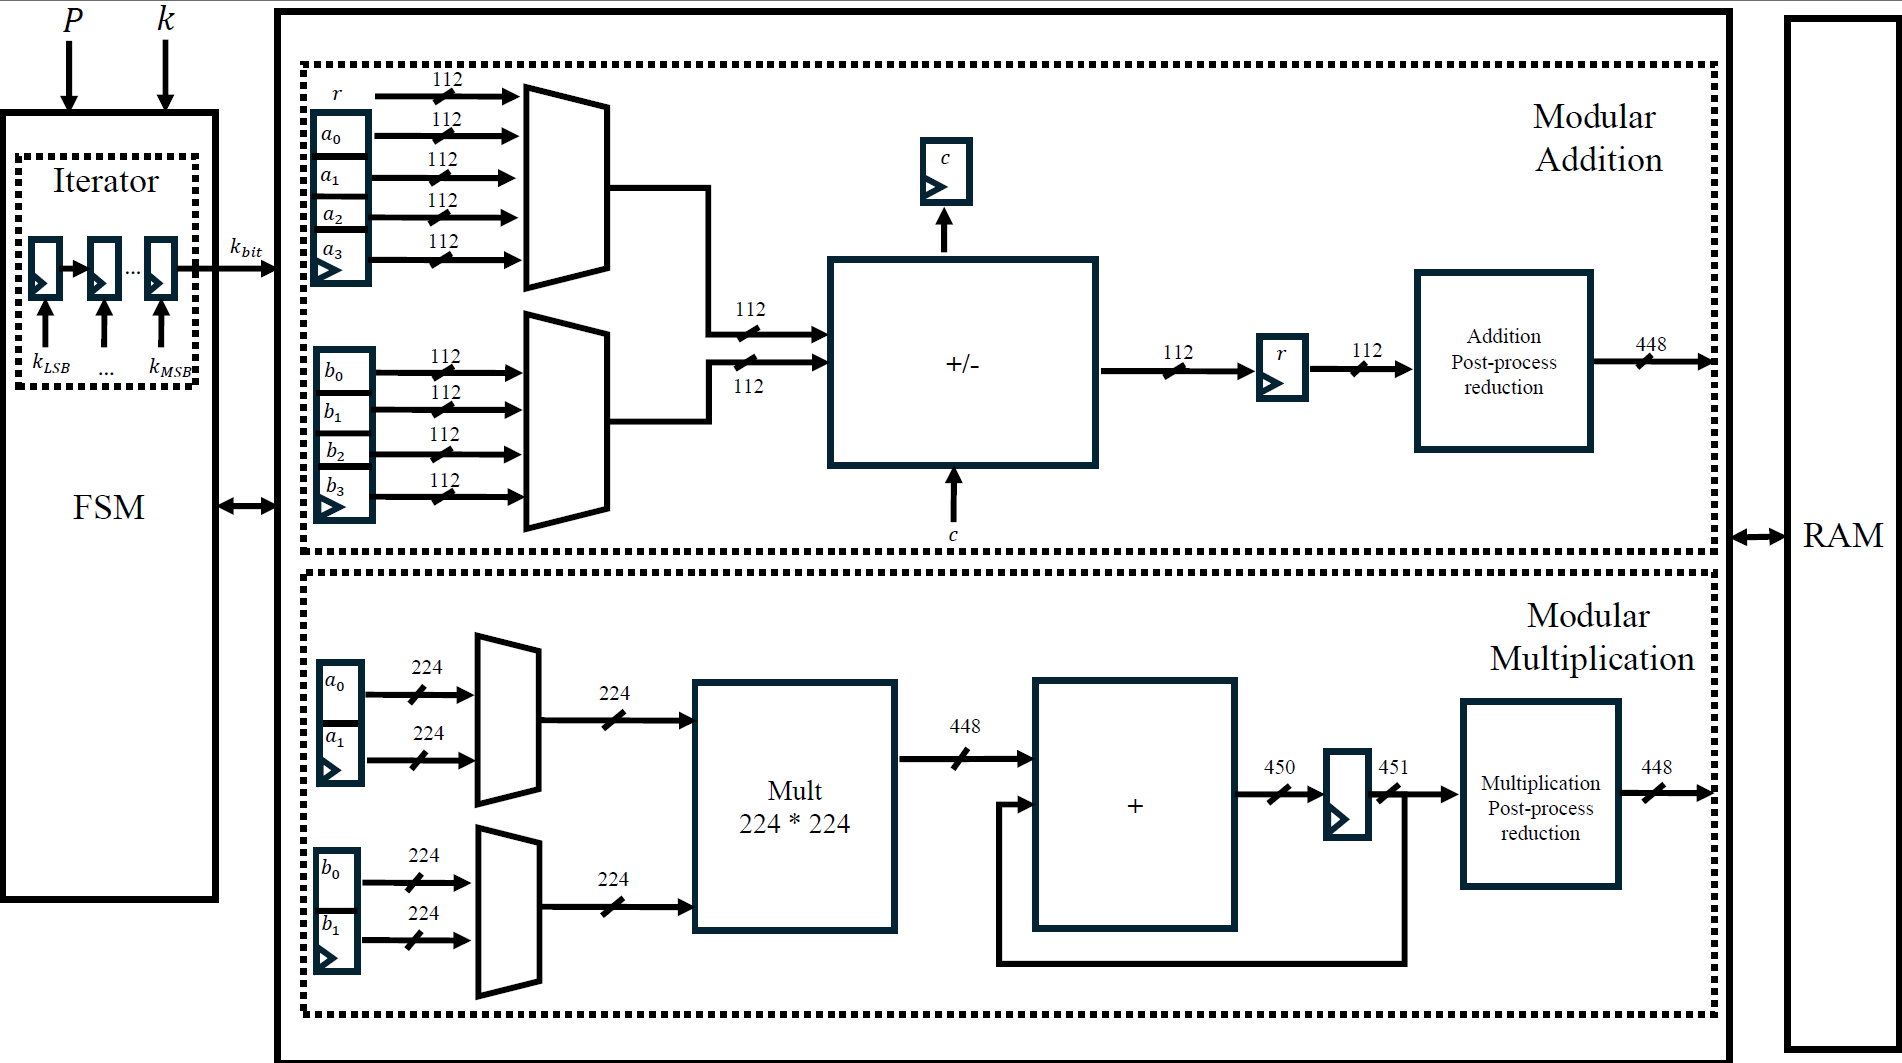 P
k
Iterator
k_{bit}
k_{LSB}
...
...
k_{MSB}
FSM
Modular
Addition
r
112
a_0
112
a_1
112
a_2
112
a_3
112
b_0
112
b_1
112
b_2
112
b_3
112
112
112
c
+/-
c
112
r
112
Addition
Post-process
reduction
448
Modular
Multiplication
a_0
224
a_1
224
b_0
224
b_1
224
224
224
Mult
224 * 224
448
+
450
451
Multiplication
Post-process
reduction
448
RAM